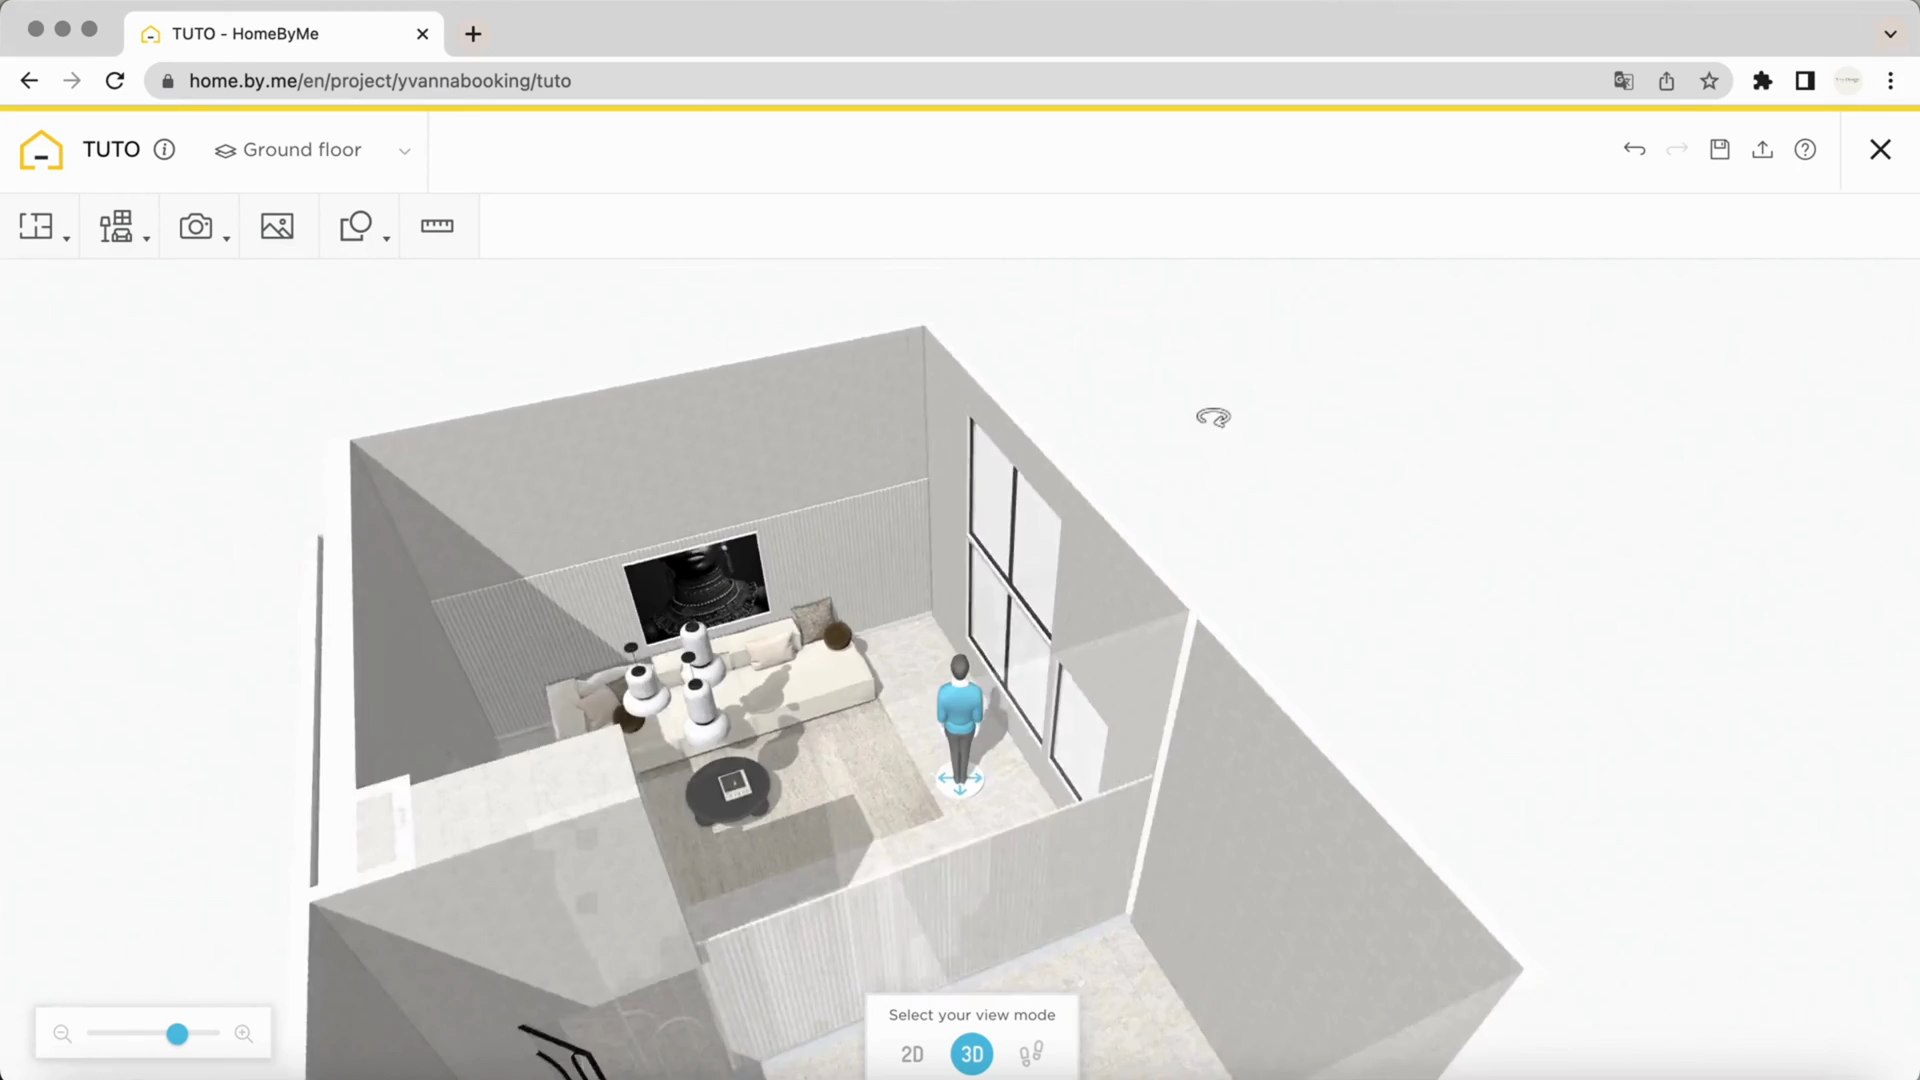 TUTO - HomeByMe
home.by.me/en/project/yvannabooking/tuto
TUTO
Ground floor
Select your view mode
2D
3D